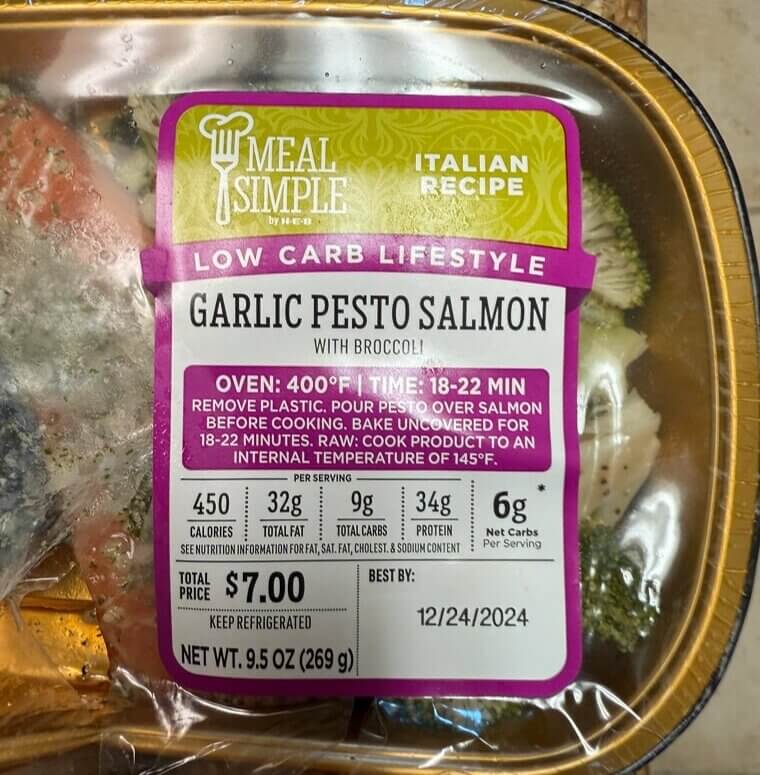 MEAL
SIMPLE
by H-E-B
ITALIAN
RECIPE
LOW CARB LIFESTYLE
GARLIC PESTO SALMON
WITH BROCCOLI
OVEN: 400°F | TIME: 18-22 MIN
REMOVE PLASTIC. POUR PESTO OVER SALMON
BEFORE COOKING. BAKE UNCOVERED FOR
18-22 MINUTES. RAW: COOK PRODUCT TO AN
INTERNAL TEMPERATURE OF 145°F.
PER SERVING
450 32g 9g 34g 6g*
CALORIES TOTAL FAT TOTAL CARBS PROTEIN Net Carbs
Per Serving
SEE NUTRITION INFORMATION FOR FAT, SAT. FAT, CHOLEST. & SODIUM CONTENT
TOTAL
PRICE $7.00
KEEP REFRIGERATED
NET WT. 9.5 OZ (269 g)
BEST BY:
12/24/2024